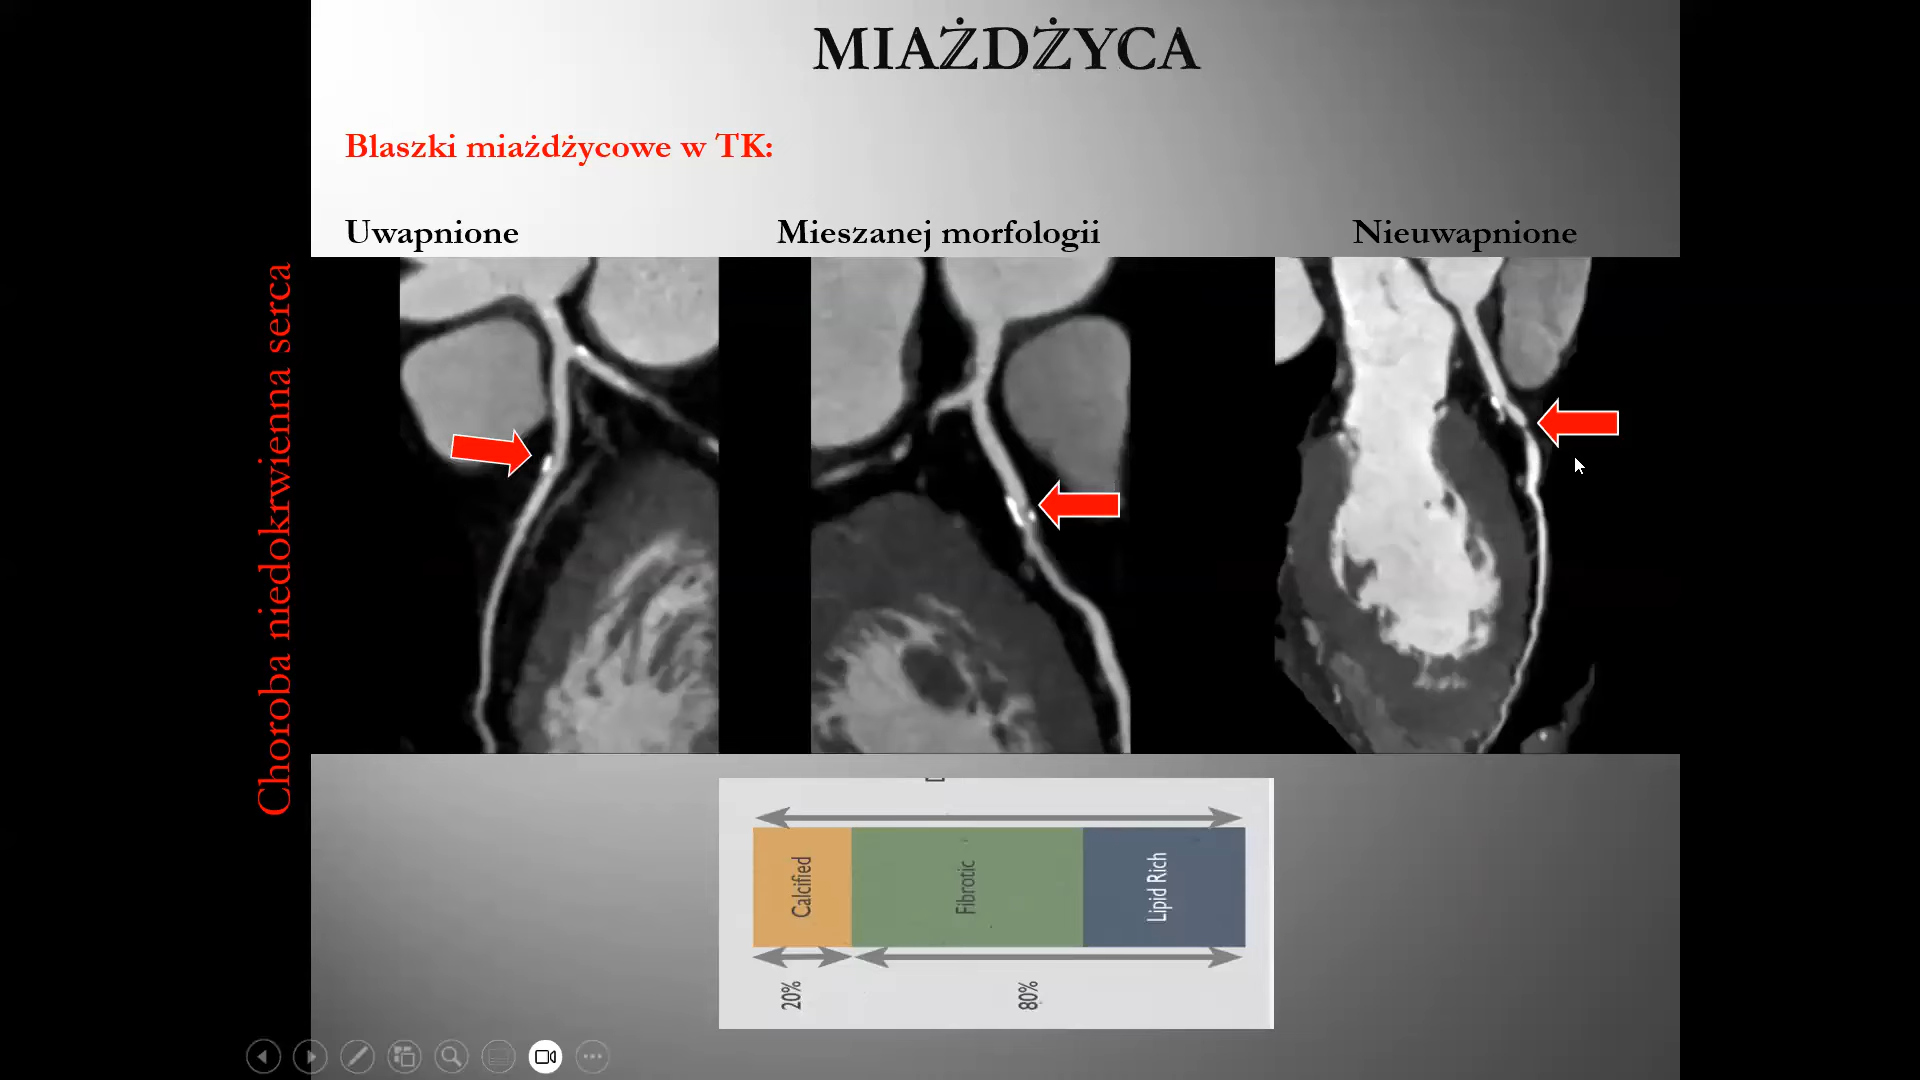 MIAŻDŻYCA
Blaszki miażdżycowe w TK:
Uwapnione
Mieszanej morfologii
Nieuwapnione
Choroba niedokrwienna serca
Calcified
Fibrotic
Lipid Rich
20%
80%